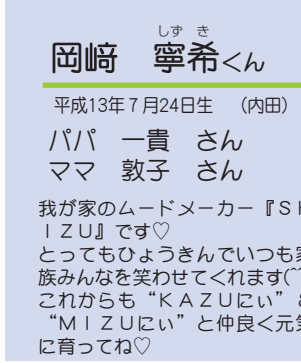 しずき
岡﨑 寧希くん
平成13年７月24日生 （内田）
パパ 一貴 さん
ママ 敦子 さん
我が家のムードメーカー『ＳＨ
ＩＺＵ』です♡
とってもひょうきんでいつも家
族みんなを笑わせてくれます(^^
これからも“ＫＡＺＵにぃ”＆
“ＭＩＺＵにぃ”と仲良く元気
に育ってね♡